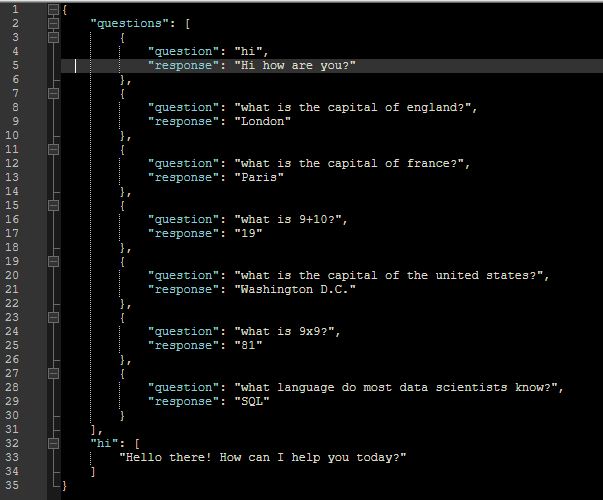 1 {
2 "questions": [
3 {
4 "question": "hi",
5 "response": "Hi how are you?"
6 },
7 {
8 "question": "what is the capital of england?",
9 "response": "London"
10 },
11 {
12 "question": "what is the capital of france?",
13 "response": "Paris"
14 },
15 {
16 "question": "what is 9+10?",
17 "response": "19"
18 },
19 {
20 "question": "what is the capital of the united states?",
21 "response": "Washington D.C."
22 },
23 {
24 "question": "what is 9x9?",
25 "response": "81"
26 },
27 {
28 "question": "what language do most data scientists know?",
29 "response": "SQL"
30 }
31 ],
32 "hi": [
33 "Hello there! How can I help you today?"
34 ]
35 }